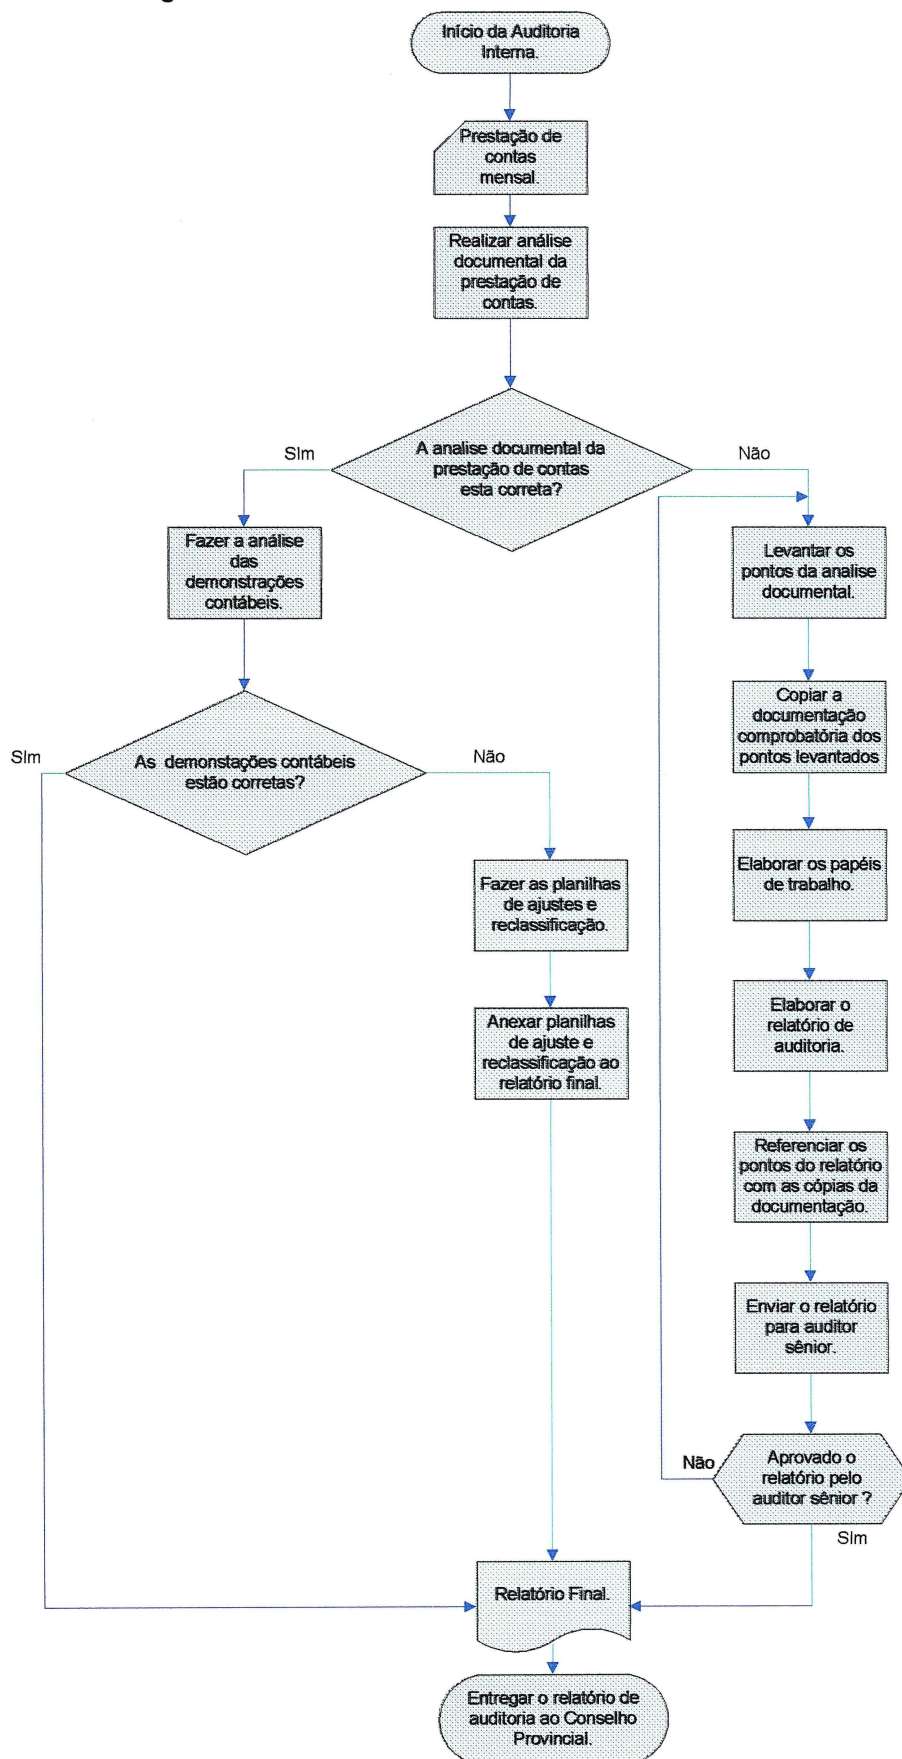 Início da Auditoria
Interna.
Prestação de
contas
mensal.
Realizar análise
documental da
prestação de
contas.
A analise documental da
prestação de contas
esta correta?
Sim
Não
Fazer a análise
das
demonstrações
contábeis.
Levantar os
pontos da analise
documental.
Copiar a
documentação
comprobatória dos
pontos levantados
As demonstações contábeis
estão corretas?
Sim
Não
Elaborar os papéis
de trabalho.
Fazer as planilhas
de ajustes e
reclassificação.
Elaborar o
relatório de
auditoria.
Anexar planilhas
de ajuste e
reclassificação ao
relatório final.
Referenciar os
pontos do relatório
com as cópias da
documentação.
Enviar o relatório
para auditor
sênior.
Aprovado o
relatório pelo
auditor sênior ?
Não
Sim
Relatório Final.
Entregar o relatório de
auditoria ao Conselho
Provincial.